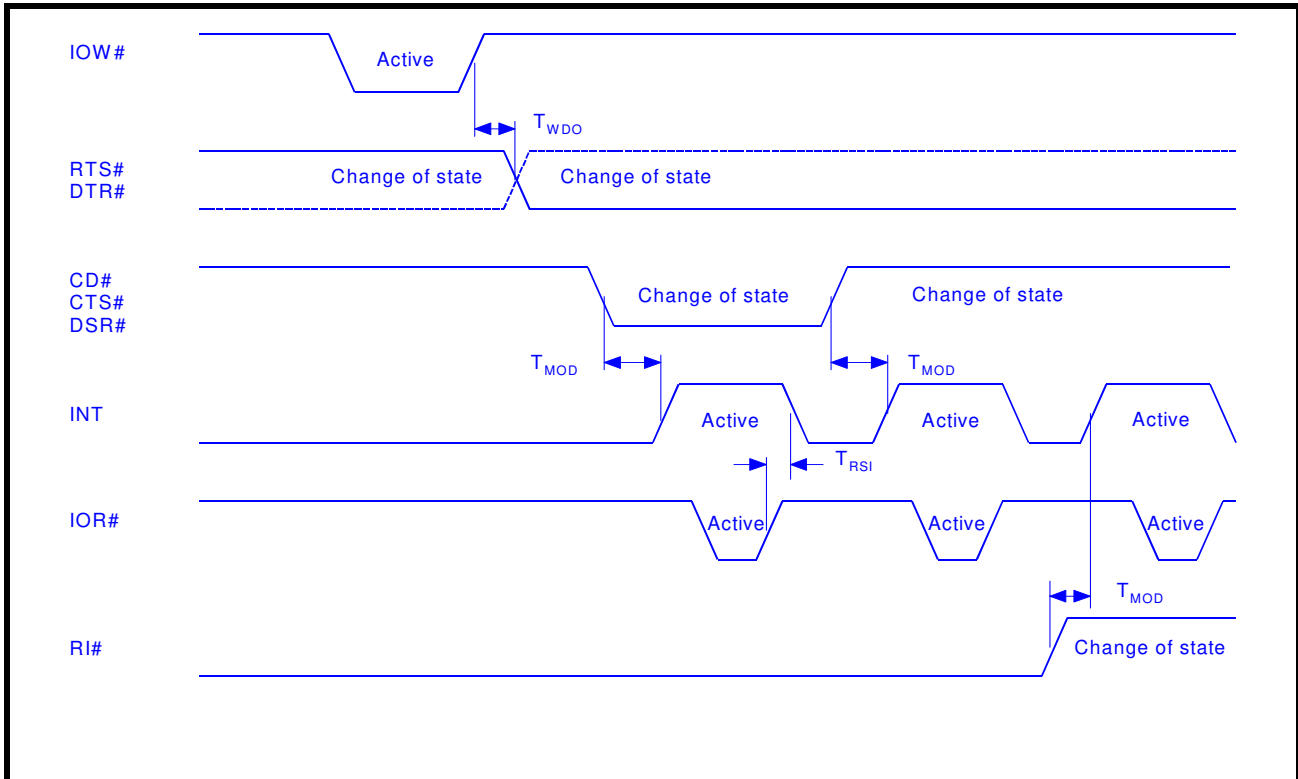 IOW#
Active
TWDO
RTS#
DTR#
Change of state
Change of state
CD#
CTS#
DSR#
Change of state
Change of state
TMOD
TMOD
INT
Active
Active
Active
TRSI
IOR#
Active
Active
Active
TMOD
RI#
Change of state